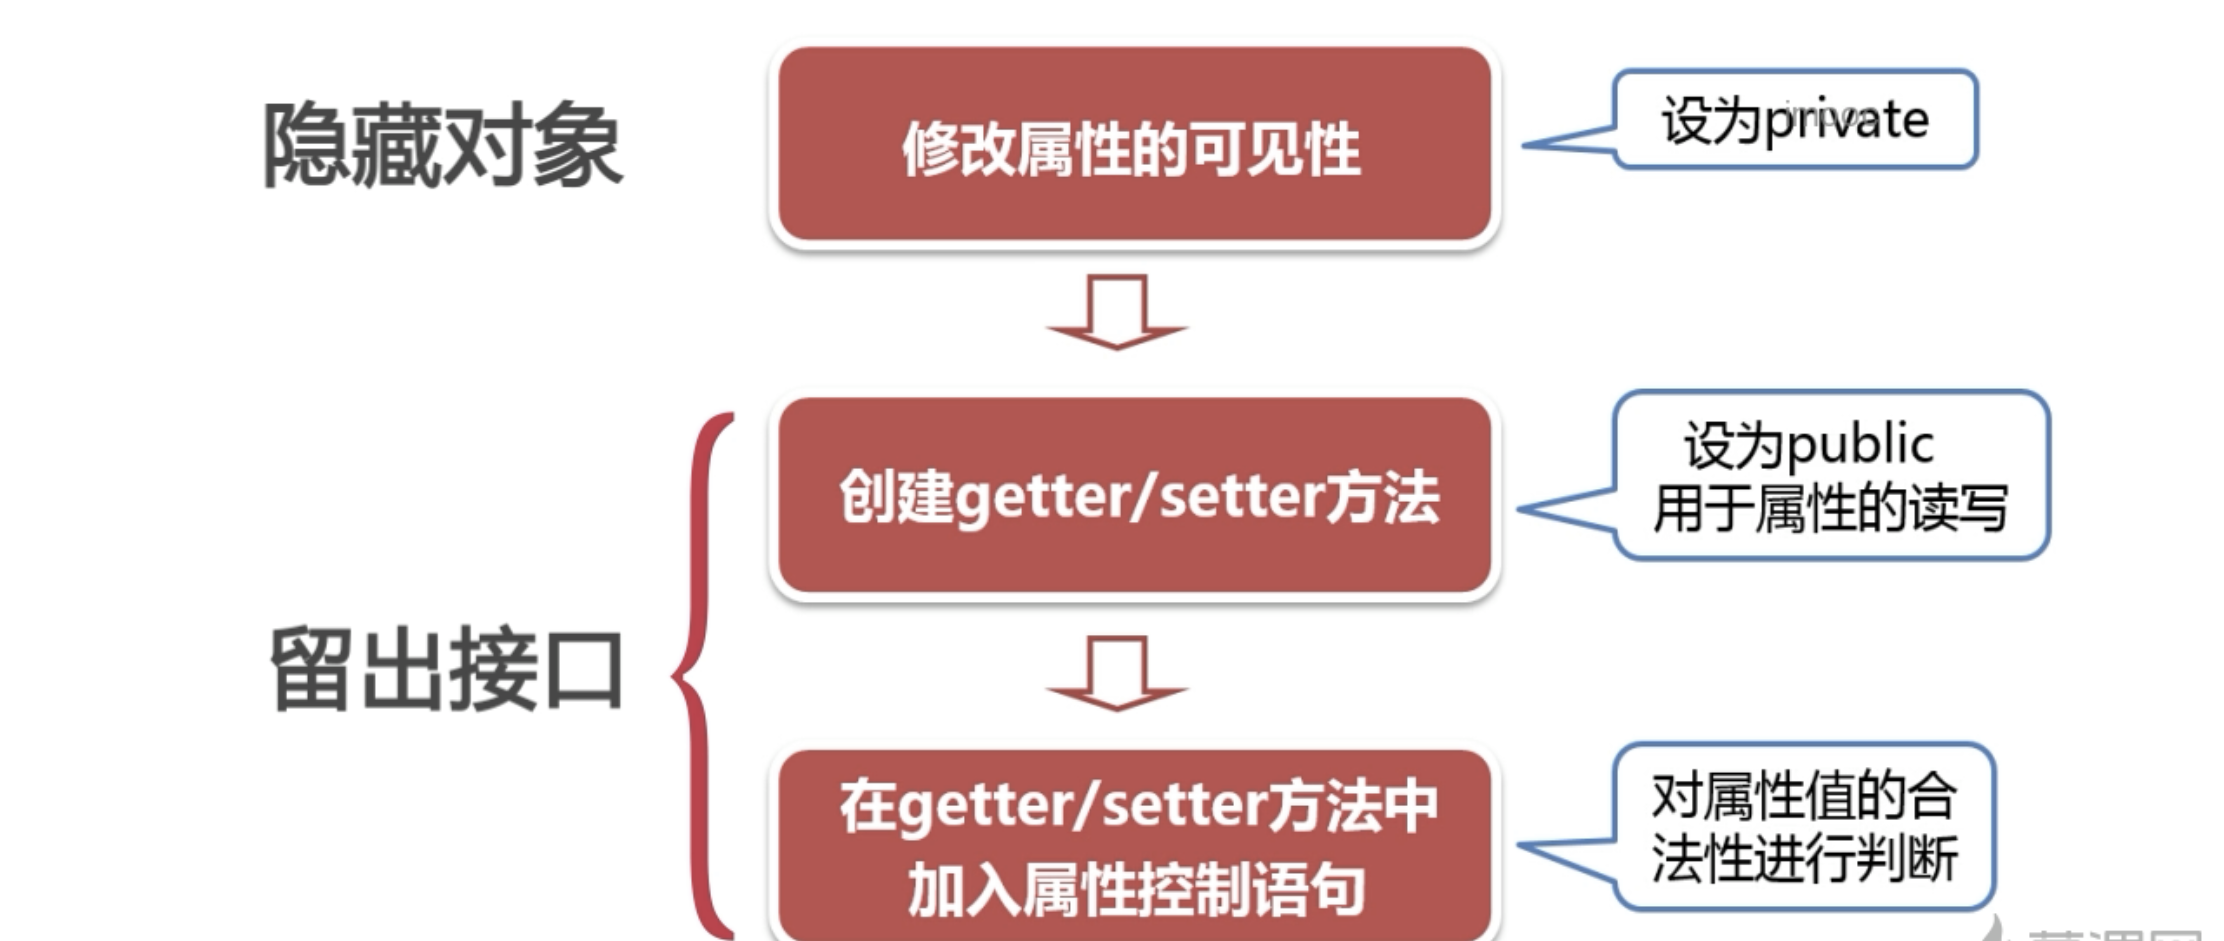 隐藏对象
修改属性的可见性
设为private
imooc
创建getter/setter方法
设为public
用于属性的读写
留出接口
在getter/setter方法中
加入属性控制语句
对属性值的合
法性进行判断